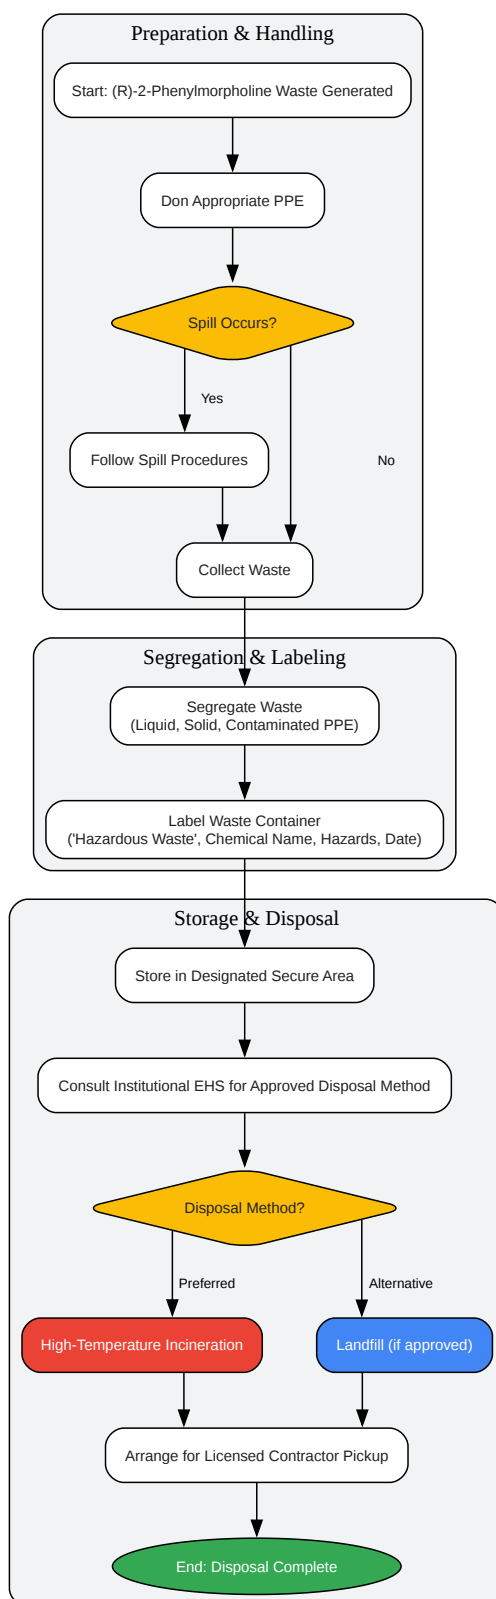 Preparation & Handling
Start: (R)-2-Phenylmorpholine Waste Generated
Don Appropriate PPE
Spill Occurs?
Yes
Follow Spill Procedures
No
Collect Waste
Segregation & Labeling
Segregate Waste
(Liquid, Solid, Contaminated PPE)
Label Waste Container
('Hazardous Waste', Chemical Name, Hazards, Date)
Storage & Disposal
Store in Designated Secure Area
Consult Institutional EHS for Approved Disposal Method
Disposal Method?
Preferred
Alternative
High-Temperature Incineration
Landfill (if approved)
Arrange for Licensed Contractor Pickup
End: Disposal Complete